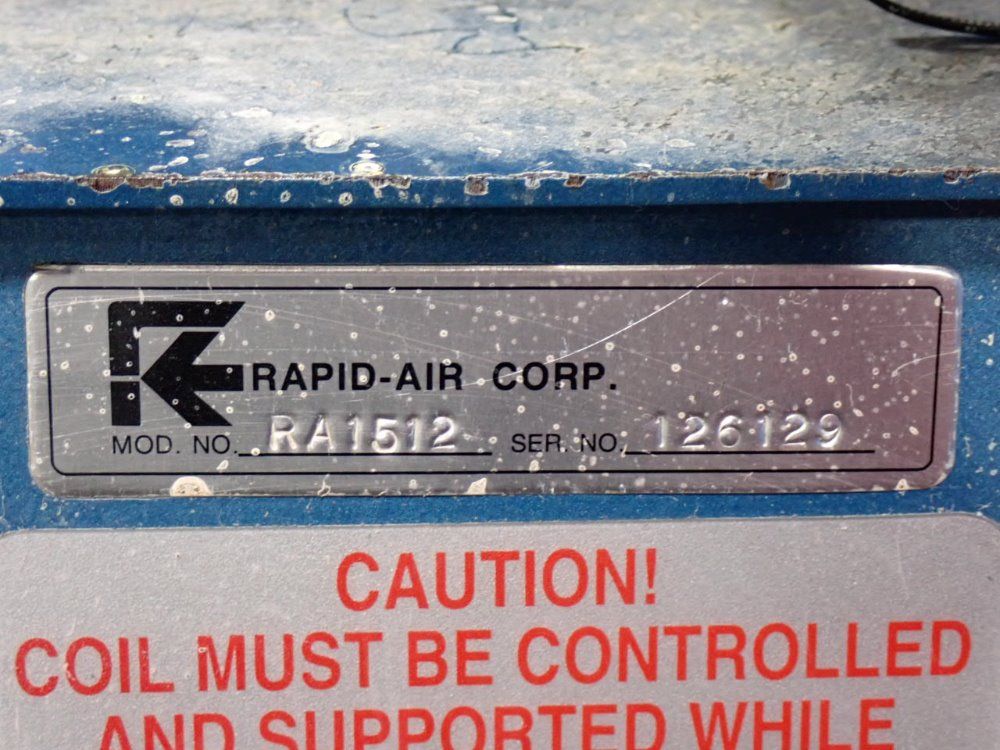 RAPID-AIR CORP.
MOD. NO. RA1512 SER. NO. 126129
CAUTION!
COIL MUST BE CONTROLLED
AND SUPPORTED WHILE